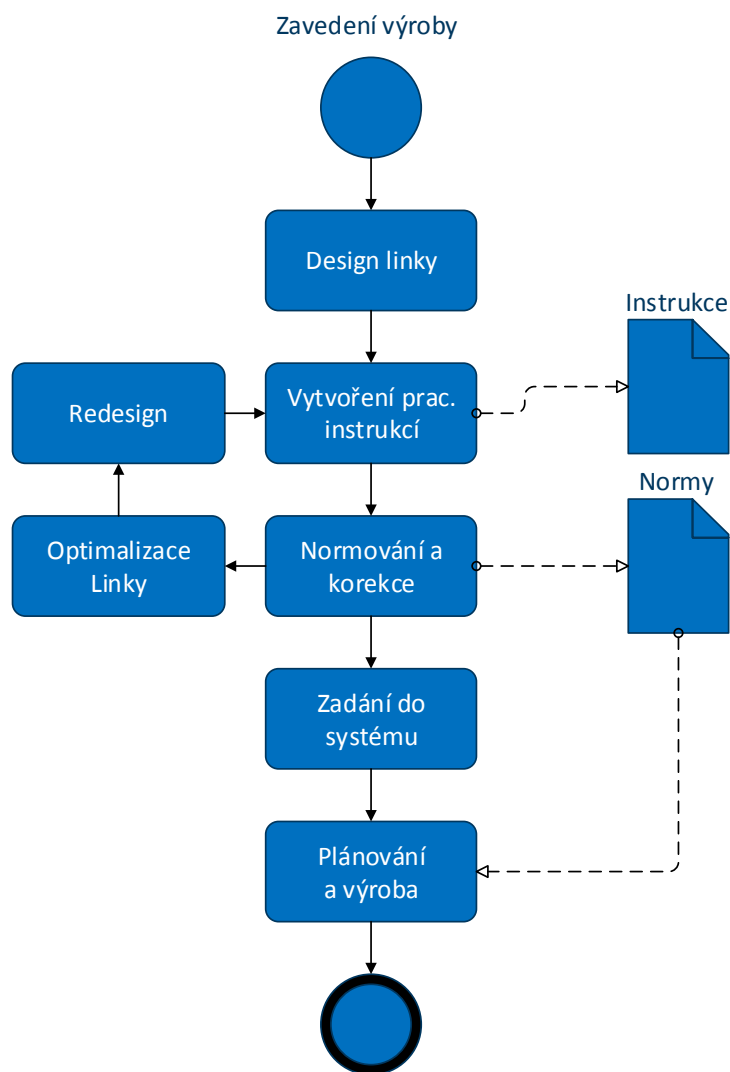 Zavedení výroby
Design linky
Instrukce
Redesign
Vytvoření prac.
instrukcí
Normy
Optimalizace
Linky
Normování a
korekce
Zadání do
systému
Plánování
a výroba